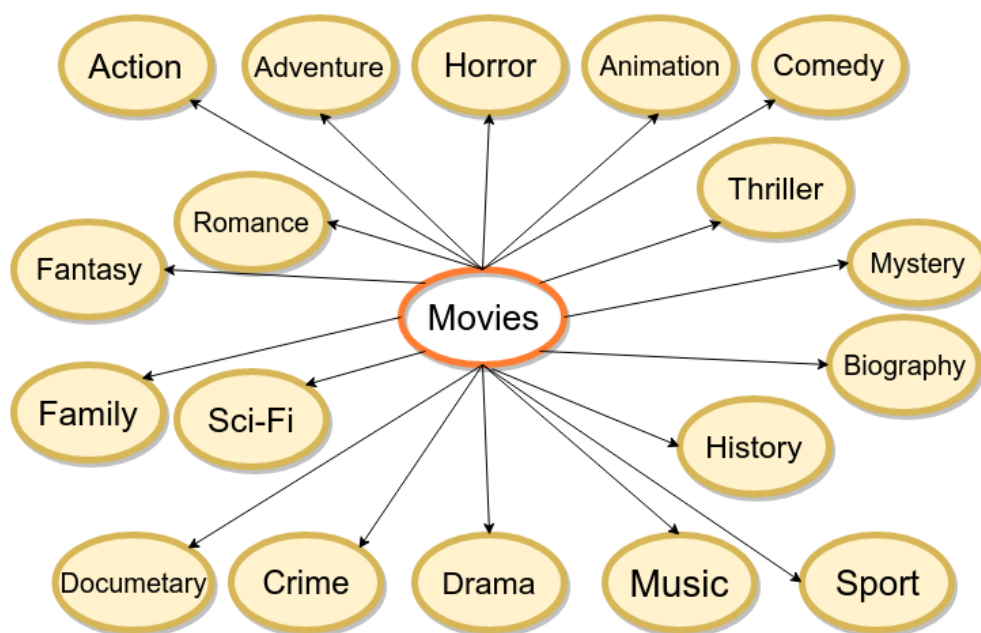 Action
Adventure
Horror
Animation
Comedy
Thriller
Romance
Fantasy
Mystery
Movies
Biography
Family
Sci-Fi
History
Documetary
Crime
Drama
Music
Sport